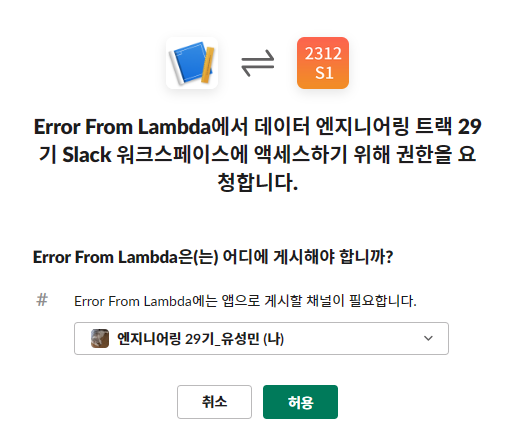 2312
S1
Error From Lambda에서 데이터 엔지니어링 트랙 29
기 Slack 워크스페이스에 액세스하기 위해 권한을 요
청합니다.
Error From Lambda은(는) 어디에 게시해야 합니까?
# Error From Lambda에는 앱으로 게시할 채널이 필요합니다.
엔지니어링 29기_유성민 (나)
취소 허용